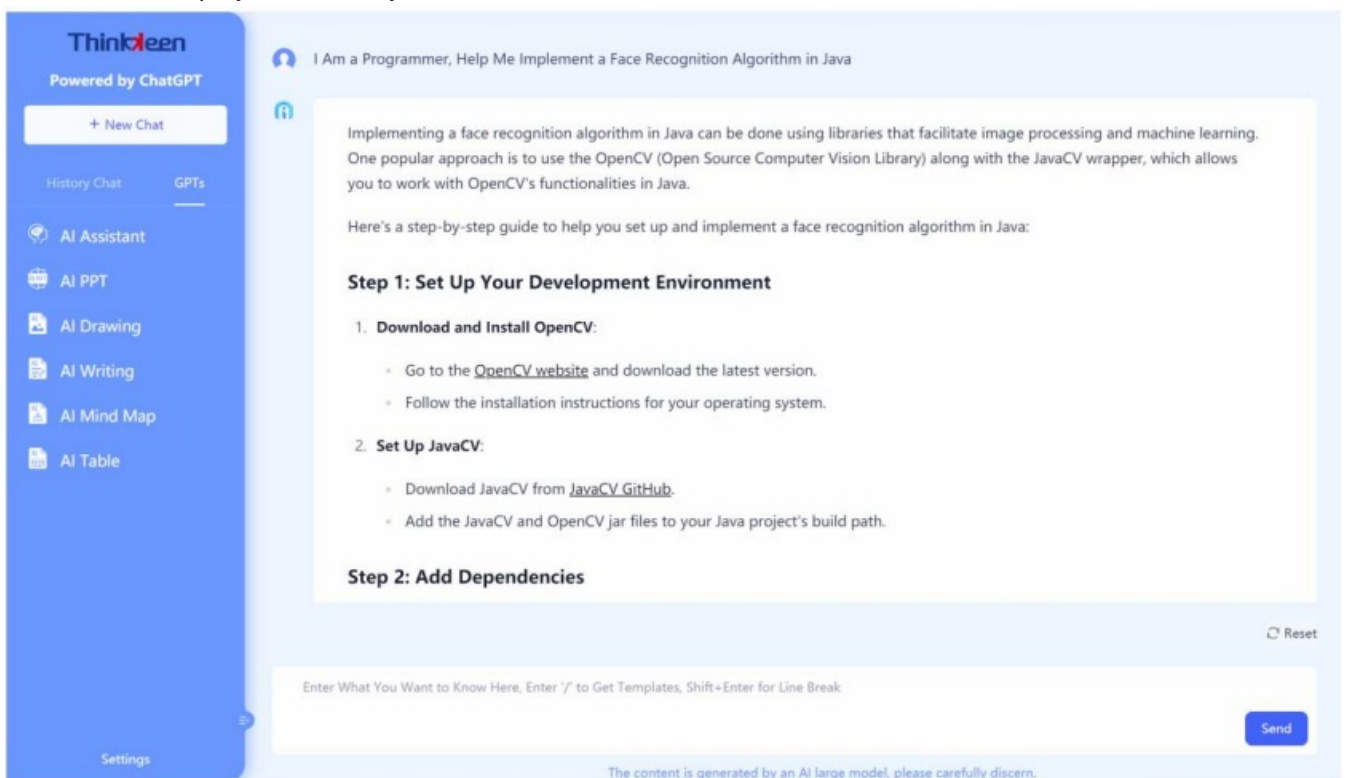 Thinkleen
Powered by ChatGPT
+ New Chat
History Chat GPTs
AI Assistant
AI PPT
AI Drawing
AI Writing
AI Mind Map
AI Table
Settings
I Am a Programmer, Help Me Implement a Face Recognition Algorithm in Java
Implementing a face recognition algorithm in Java can be done using libraries that facilitate image processing and machine learning.
One popular approach is to use the OpenCV (Open Source Computer Vision Library) along with the JavaCV wrapper, which allows
you to work with OpenCV's functionalities in Java.
Here's a step-by-step guide to help you set up and implement a face recognition algorithm in Java:
Step 1: Set Up Your Development Environment
1. Download and Install OpenCV:
◦ Go to the OpenCV website and download the latest version.
◦ Follow the installation instructions for your operating system.
2. Set Up JavaCV:
◦ Download JavaCV from JavaCV GitHub.
◦ Add the JavaCV and OpenCV jar files to your Java project's build path.
Step 2: Add Dependencies
Reset
Enter What You Want to Know Here, Enter '/' to Get Templates, Shift+Enter for Line Break
Send
The content is generated by an AI large model, please carefully discern.